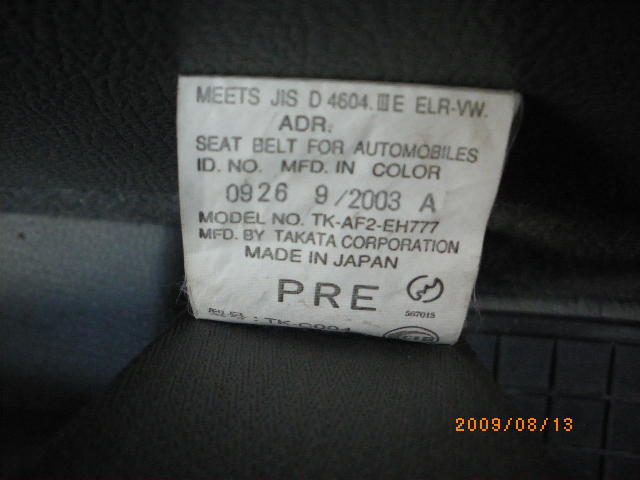 MEETS JIS D 4604.ⅢE ELR-VW.
ADR.
SEAT BELT FOR AUTOMOBILES
ID. NO. MFD. IN COLOR
0926 9/2003 A
MODEL NO. TK-AF2-EH777
MFD. BY TAKATA CORPORATION
MADE IN JAPAN
PRE
567015
2009/08/13